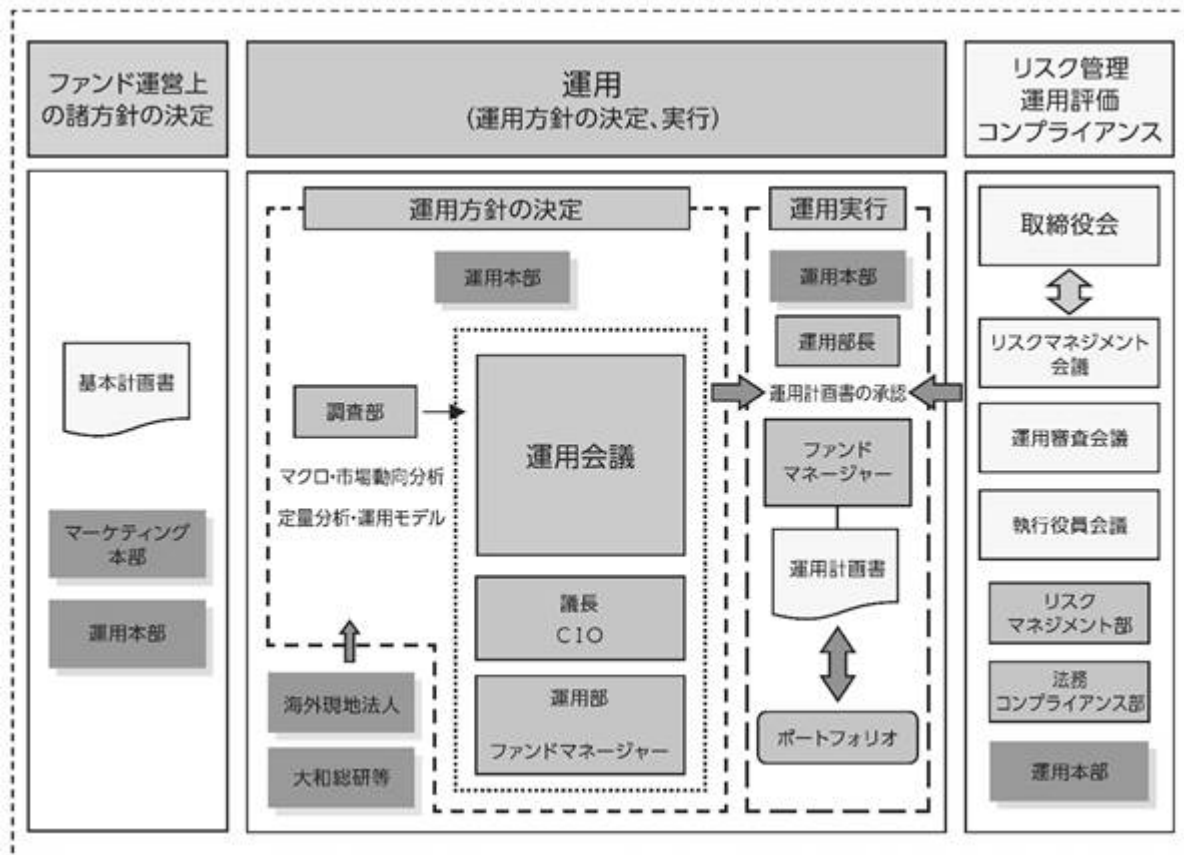 ファンド運営上
の諸方針の決定
運用
(運用方針の決定、実行)
リスク管理
運用評価
コンプライアンス
基本計画書
マーケティング
本部
運用本部
運用方針の決定
運用本部
調査部
マクロ・市場動向分析
定量分析・運用モデル
海外現地法人
大和総研等
運用会議
議長
CIO
運用部
ファンドマネージャー
運用実行
運用本部
運用部長
運用計画書の承認
ファンド
マネージャー
運用計画書
ポートフォリオ
取締役会
リスクマネジメント
会議
運用審査会議
執行役員会議
リスク
マネジメント部
法務
コンプライアンス部
運用本部